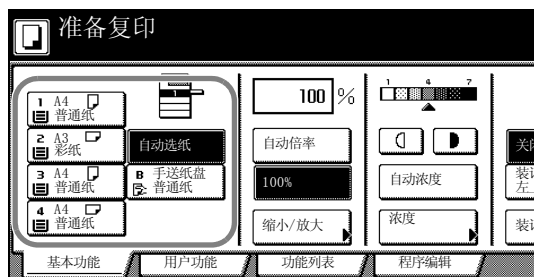 准备复印
1 A4
普通纸
2 A3
彩纸
自动选纸
3 A4
普通纸
B 手送纸盘
普通纸
4 A4
普通纸
100 %
自动倍率
100%
缩小/放大
1 4 7
自动浓度
浓度
关闭
装订
左
装订
基本功能
用户功能
功能列表
程序编辑